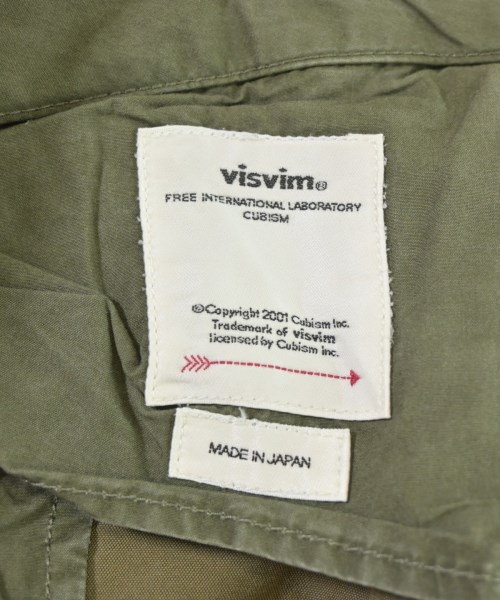 visvim®
FREE INTERNATIONAL LABORATORY
CUBISM
©Copyright 2001 Cubism Inc.
Trademark of visvim
licensed by Cubism inc.
MADE IN JAPAN